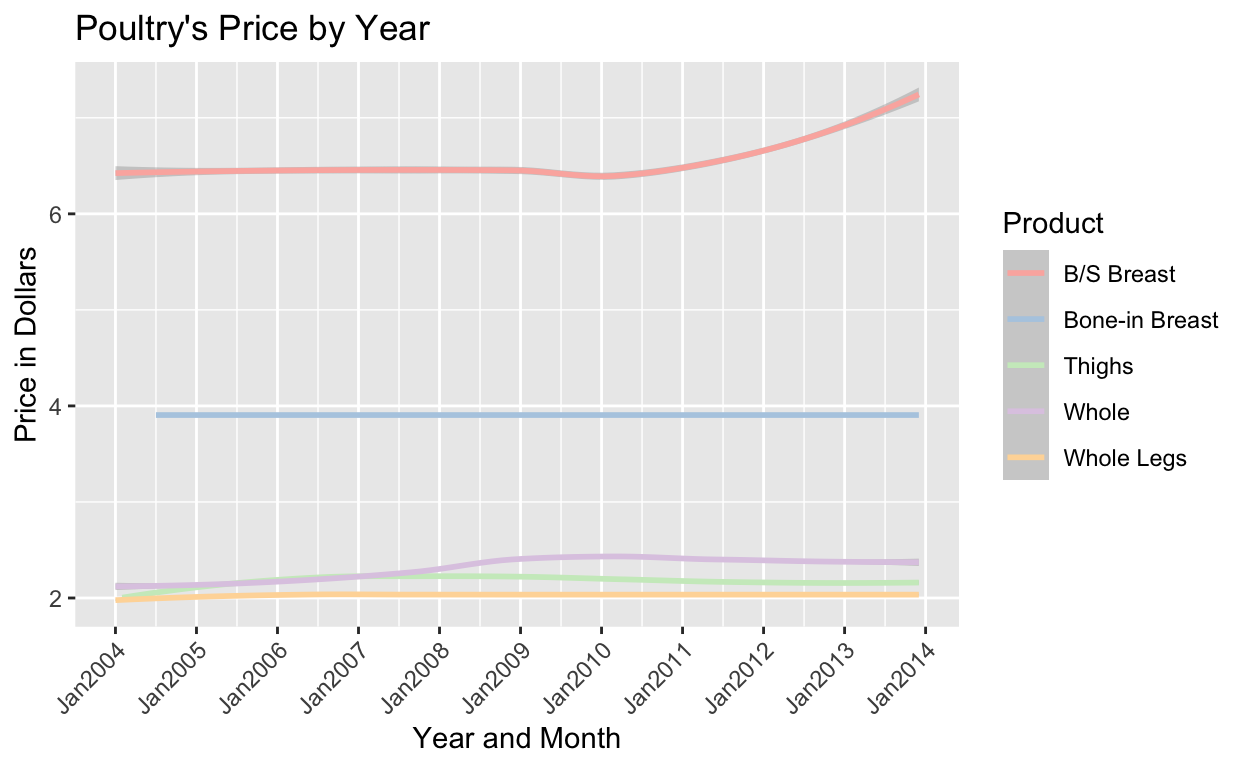 Poultry's Price by Year
Price in Dollars
6
4
2
Jan2004
Jan2005
Jan2006
Jan2007
Jan2008
Jan2009
Jan2010
Jan2011
Jan2012
Jan2013
Jan2014
Year and Month
Product
B/S Breast
Bone-in Breast
Thighs
Whole
Whole Legs